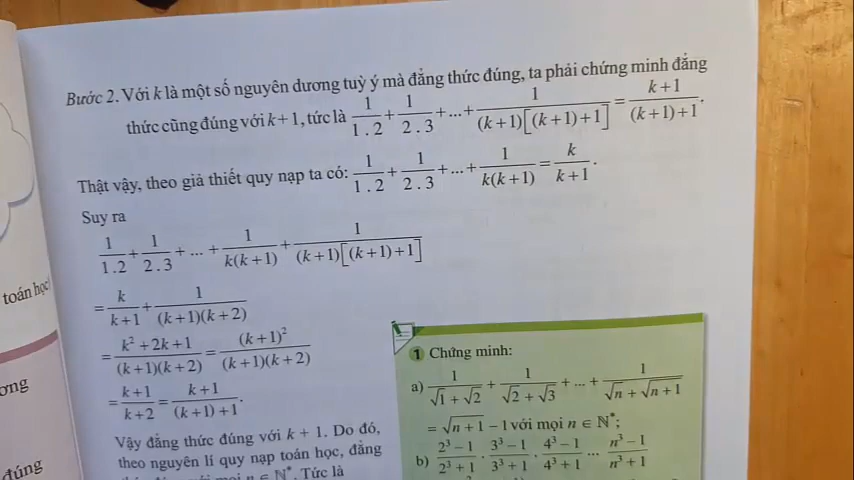 Bước 2. Với k là một số nguyên dương tuỳ ý mà đẳng thức đúng, ta phải chứng minh đẳng
thức cũng đúng với k+1, tức là 1/(1.2) + 1/(2.3) + ... + 1/((k+1)[(k+1)+1]) = (k+1)/((k+1)+1).
Thật vậy, theo giả thiết quy nạp ta có: 1/(1.2) + 1/(2.3) + ... + 1/(k(k+1)) = k/(k+1).
Suy ra
1/(1.2) + 1/(2.3) + ... + 1/(k(k+1)) + 1/((k+1)[(k+1)+1])
= k/(k+1) + 1/((k+1)(k+2))
= (k²+2k+1)/((k+1)(k+2)) = (k+1)²/((k+1)(k+2))
= (k+1)/(k+2) = (k+1)/((k+1)+1).
Vậy đẳng thức đúng với k + 1. Do đó,
theo nguyên lí quy nạp toán học, đẳng
n ∈ ℕ*. Tức là
toán học
đúng
1 Chứng minh:
a) 1/(√1+√2) + 1/(√2+√3) + ... + 1/(√n+√(n+1))
= √(n+1) − 1 với mọi n ∈ ℕ*;
b) (2³−1)/(2³+1) . (3³−1)/(3³+1) . (4³−1)/(4³+1) ... (n³−1)/(n³+1)